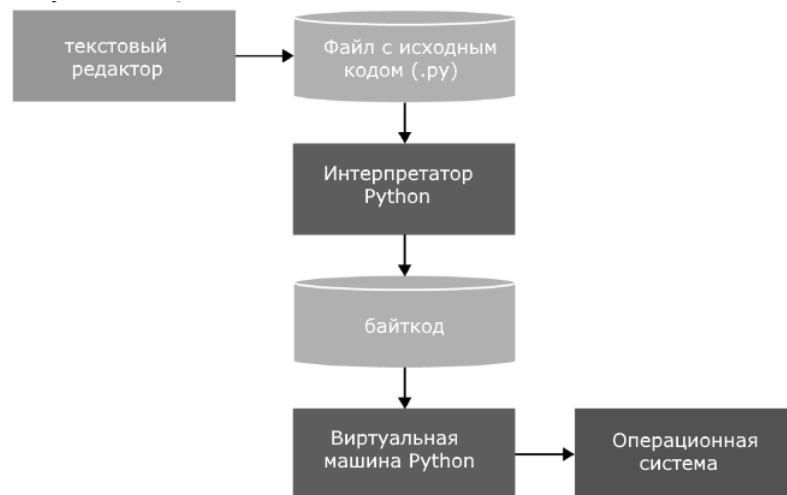 текстовый
редактор
Файл с исходным
кодом (.py)
Интерпретатор
Python
байткод
Виртуальная
машина Python
Операционная
система